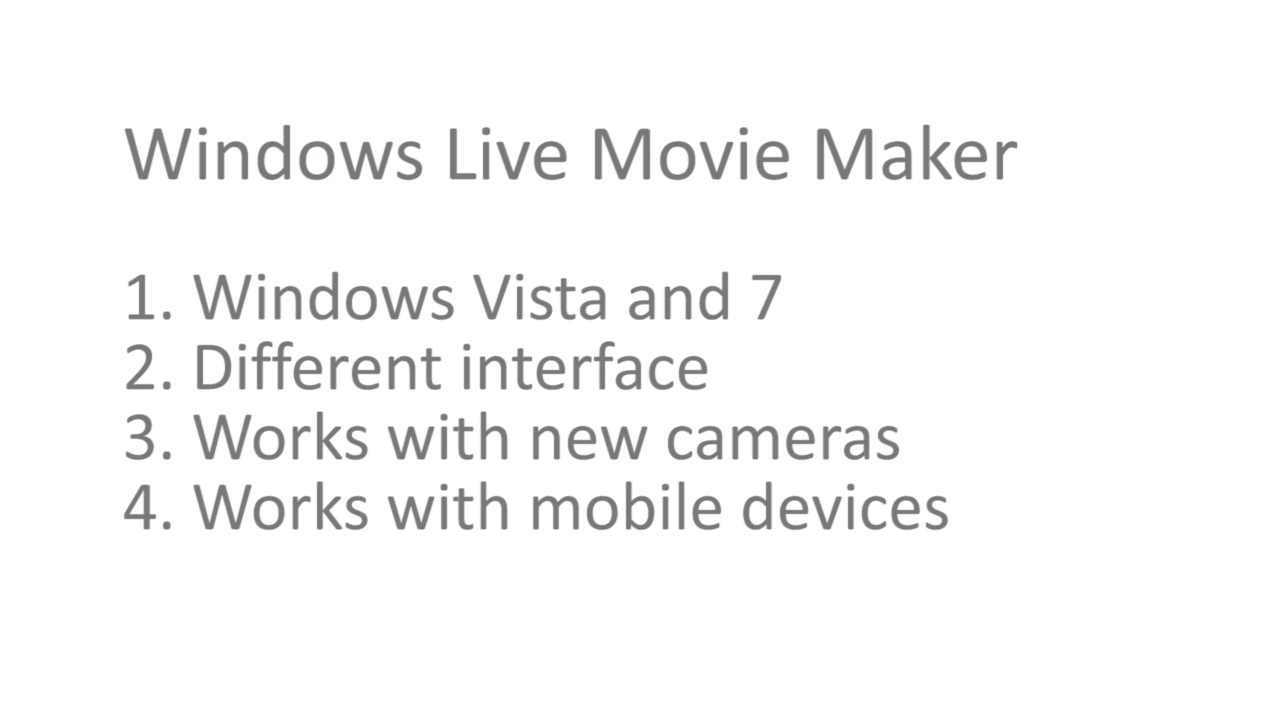 Windows Live Movie Maker
1. Windows Vista and 7
2. Different interface
3. Works with new cameras
4. Works with mobile devices